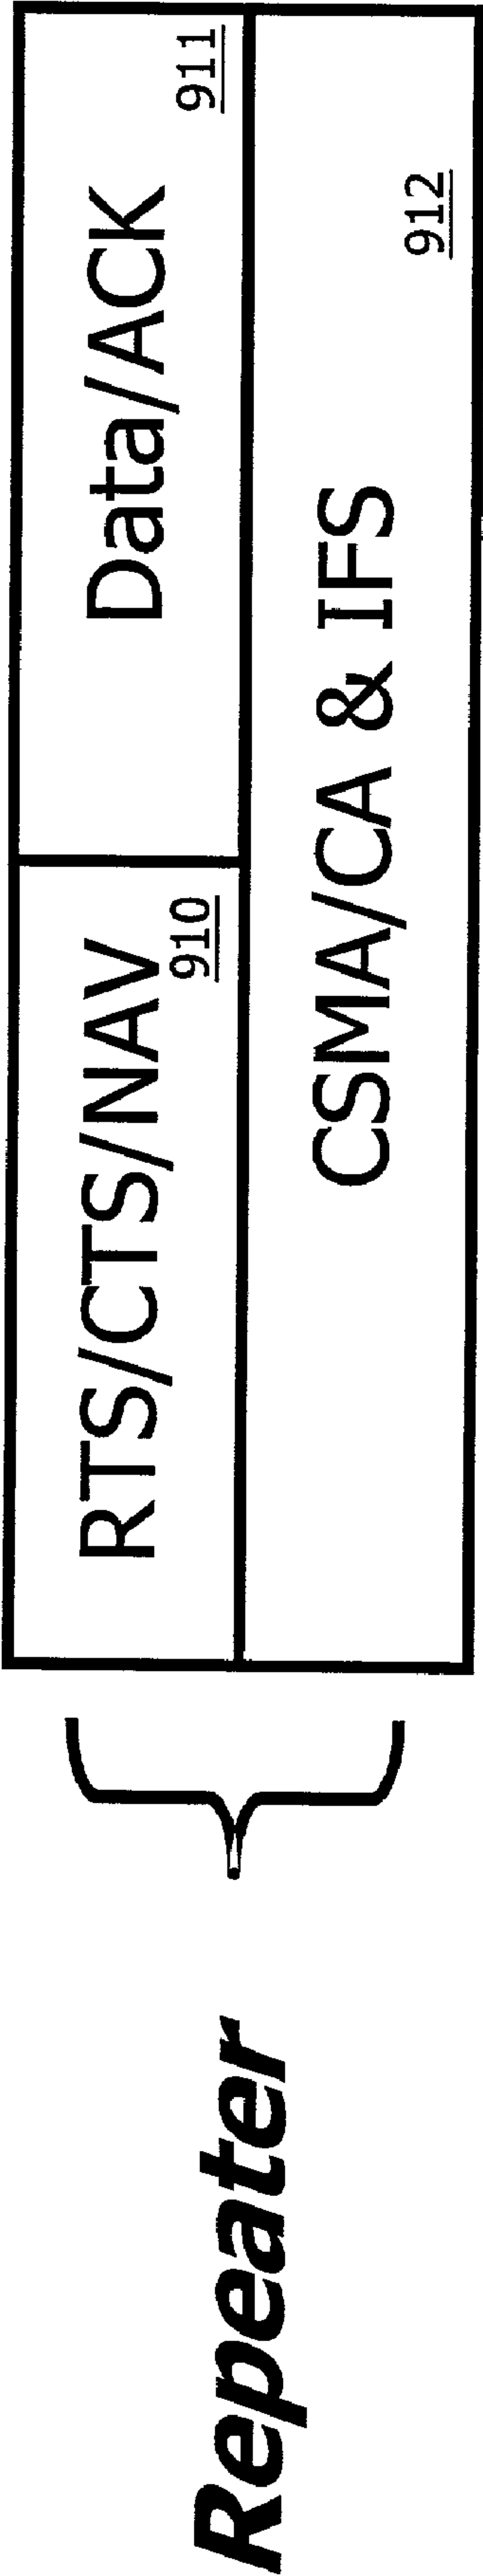 Repeater
RTS/CTS/NAV
910
Data/ACK
911
CSMA/CA & IFS
912